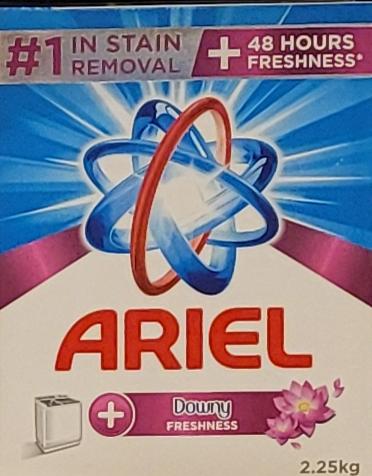 #1 IN STAIN REMOVAL + 48 HOURS FRESHNESS*
ARIEL
+ Downy FRESHNESS
2.25kg